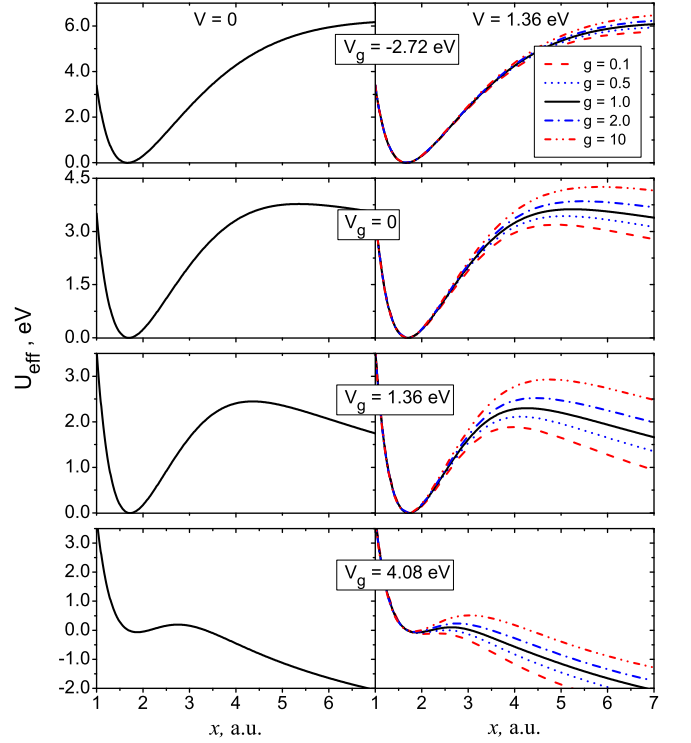 V = 0
V = 1.36 eV
V_g = -2.72 eV
g = 0.1
g = 0.5
g = 1.0
g = 2.0
g = 10
6.0
4.0
2.0
0.0
V_g = 0
4.5
3.0
1.5
0.0
U_eff , eV
V_g = 1.36 eV
3.0
2.0
1.0
0.0
V_g = 4.08 eV
3.0
2.0
1.0
0.0
-1.0
-2.0
1 2 3 4 5 6 1 2 3 4 5 6 7
x, a.u.
x, a.u.